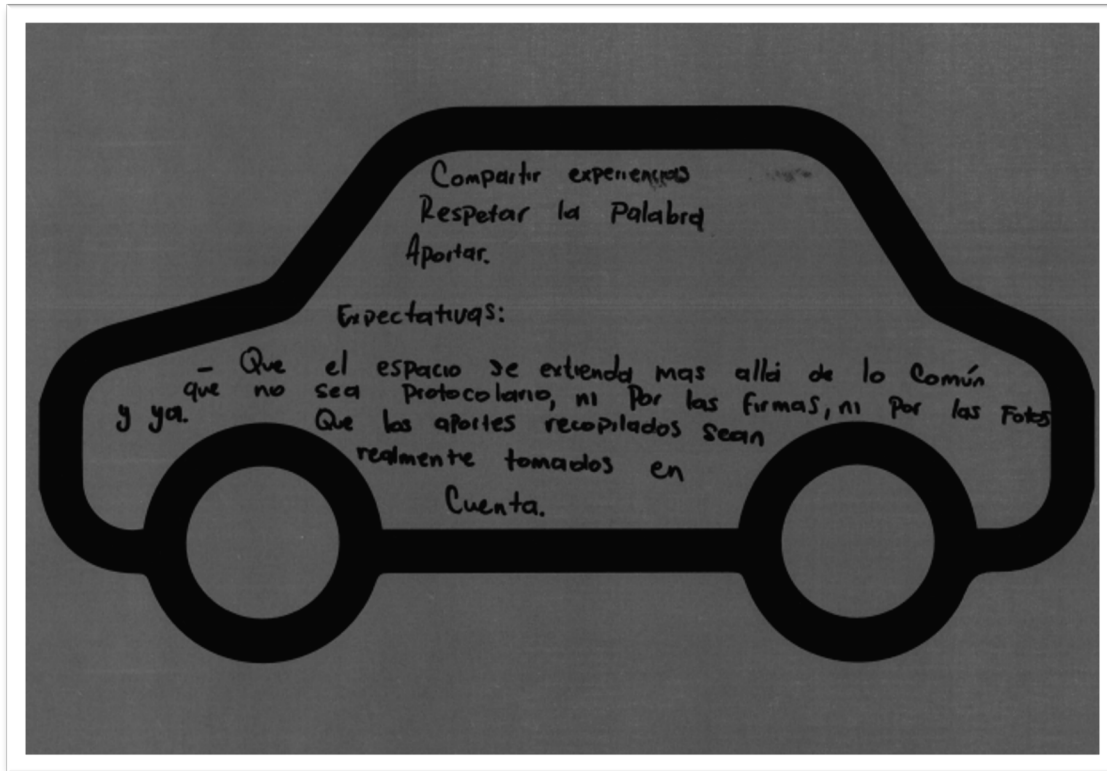 Compartir experiencias
Respetar la Palabra
Aportar.
Expectativas:
- Que el espacio se extienda mas allá de lo Común
que no sea Protocolario, ni Por las firmas, ni Por las Fotos
y ya. Que los aportes recopilados sean
realmente tomados en
Cuenta.